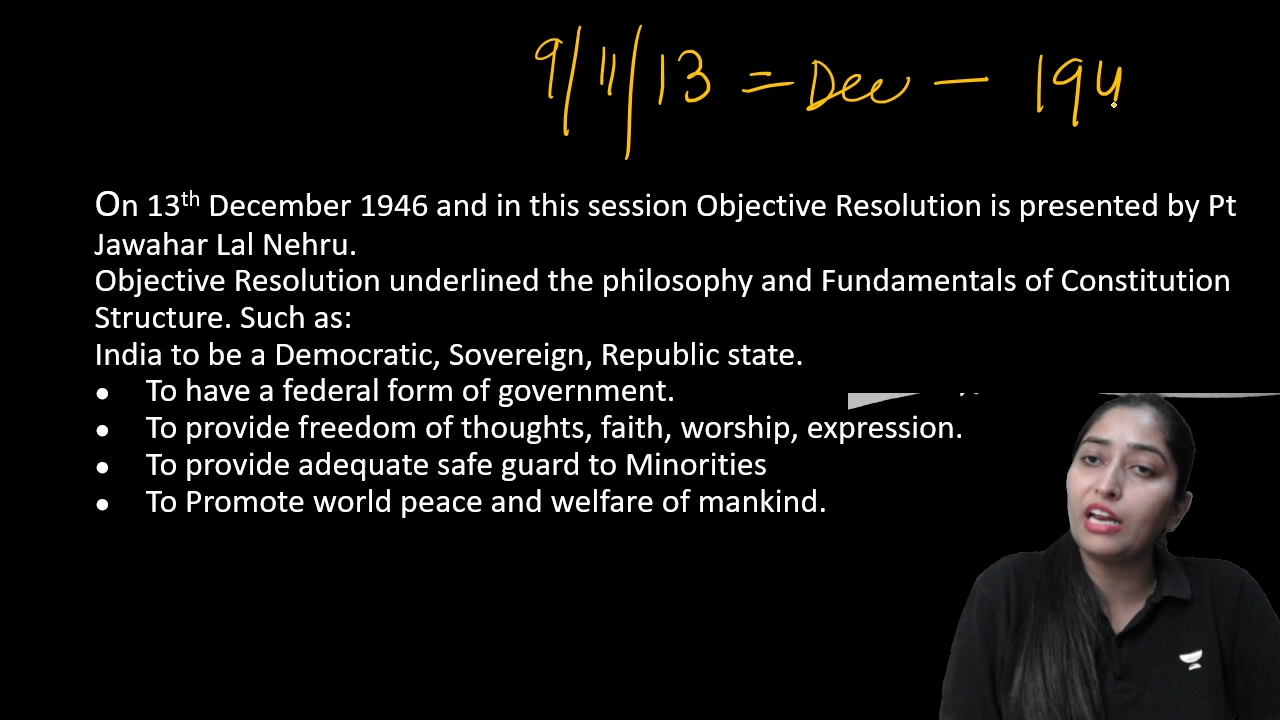 9/11/13 = Dec - 194
On 13th December 1946 and in this session Objective Resolution is presented by Pt
Jawahar Lal Nehru.
Objective Resolution underlined the philosophy and Fundamentals of Constitution
Structure. Such as:
India to be a Democratic, Sovereign, Republic state.
• To have a federal form of government.
• To provide freedom of thoughts, faith, worship, expression.
• To provide adequate safe guard to Minorities
• To Promote world peace and welfare of mankind.